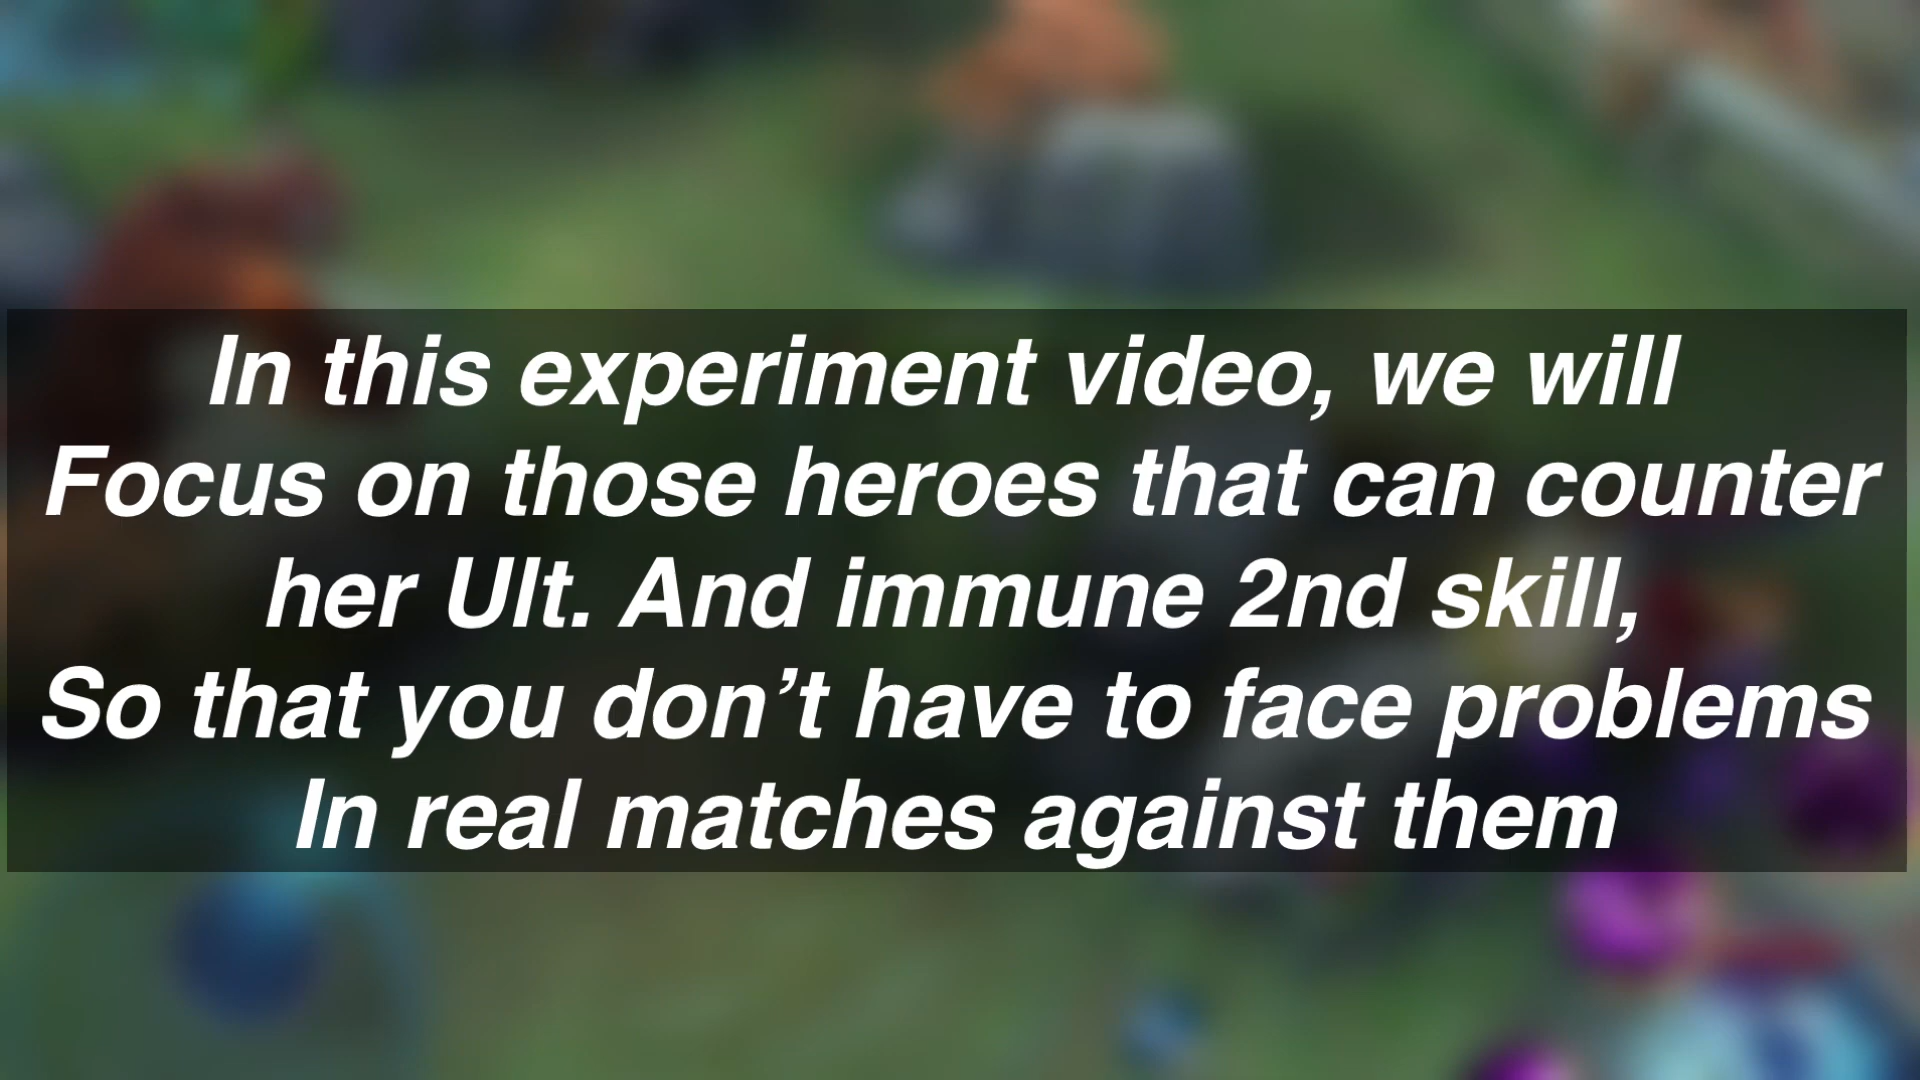 In this experiment video, we will
Focus on those heroes that can counter
her Ult. And immune 2nd skill,
So that you don’t have to face problems
In real matches against them